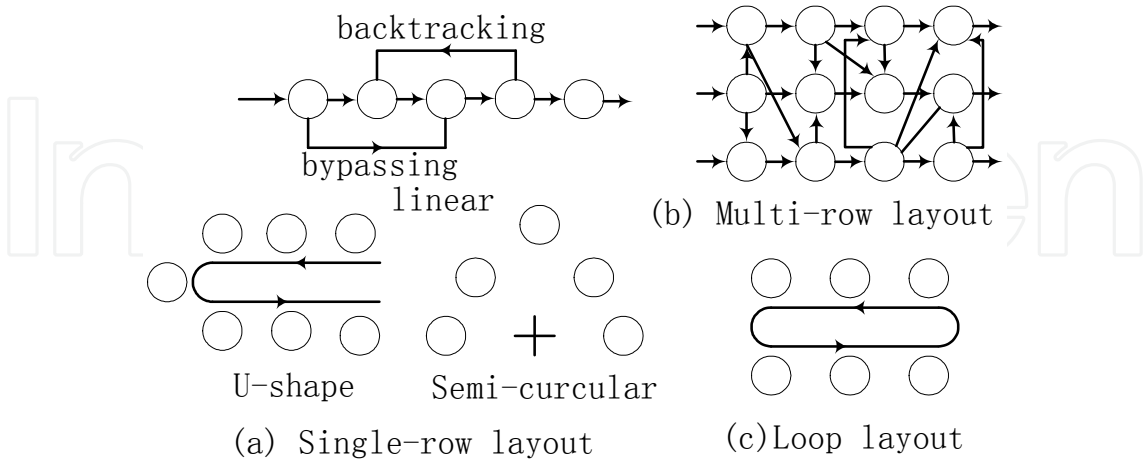 backtracking
bypassing
linear
U-shape
Semi-curcular
(a) Single-row layout
(b) Multi-row layout
(c)Loop layout